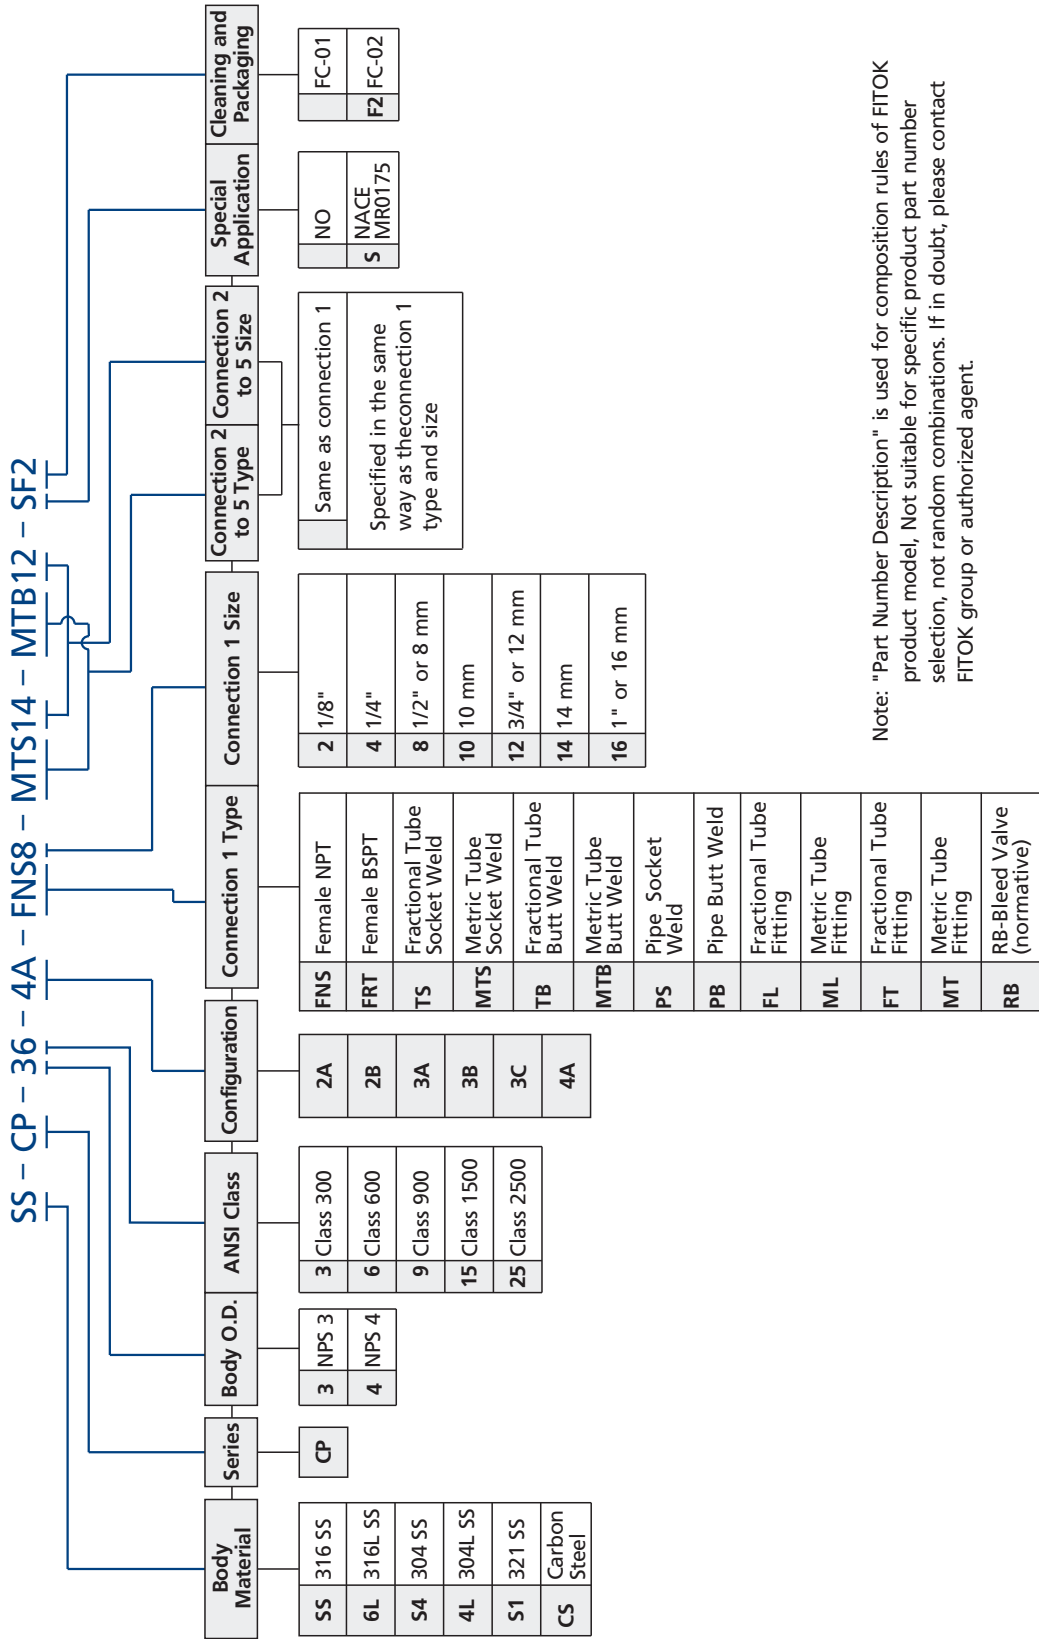 SS – CP – 36 – 4A – FNS8 – MTS14 – MTB12 – SF2
Body
Material
SS 316 SS
6L 316L SS
S4 304 SS
4L 304L SS
S1 321 SS
CS Carbon
Steel
Series
CP
Body O.D.
3 NPS 3
4 NPS 4
ANSI Class
3 Class 300
6 Class 600
9 Class 900
15 Class 1500
25 Class 2500
Configuration
2A
2B
3A
3B
3C
4A
Connection 1 Type
FNS Female NPT
FRT Female BSPT
TS Fractional Tube
Socket Weld
MTS Metric Tube
Socket Weld
TB Fractional Tube
Butt Weld
MTB Metric Tube
Butt Weld
PS Pipe Socket
Weld
PB Pipe Butt Weld
FL Fractional Tube
Fitting
ML Metric Tube
Fitting
FT Fractional Tube
Fitting
MT Metric Tube
Fitting
RB RB-Bleed Valve
(normative)
Connection 1 Size
2 1/8"
4 1/4"
8 1/2" or 8 mm
10 10 mm
12 3/4" or 12 mm
14 14 mm
16 1" or 16 mm
Connection 2
to 5 Type
Connection 2
to 5 Size
Same as connection 1
Specified in the same
way as theconnection 1
type and size
Special
Application
NO
S NACE
MR0175
Cleaning and
Packaging
FC-01
F2 FC-02
Note: "Part Number Description" is used for composition rules of FITOK
product model, Not suitable for specific product part number
selection, not random combinations. If in doubt, please contact
FITOK group or authorized agent.